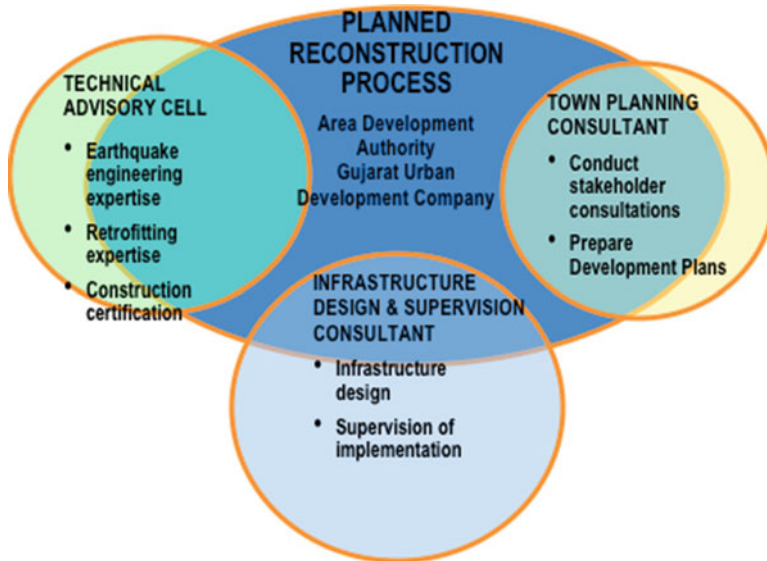 PLANNED
RECONSTRUCTION
PROCESS
Area Development
Authority
Gujarat Urban
Development Company
TECHNICAL
ADVISORY CELL
• Earthquake
engineering
expertise
• Retrofitting
expertise
• Construction
certification
TOWN PLANNING
CONSULTANT
• Conduct
stakeholder
consultations
• Prepare
Development Plans
INFRASTRUCTURE
DESIGN & SUPERVISION
CONSULTANT
• Infrastructure
design
• Supervision of
implementation